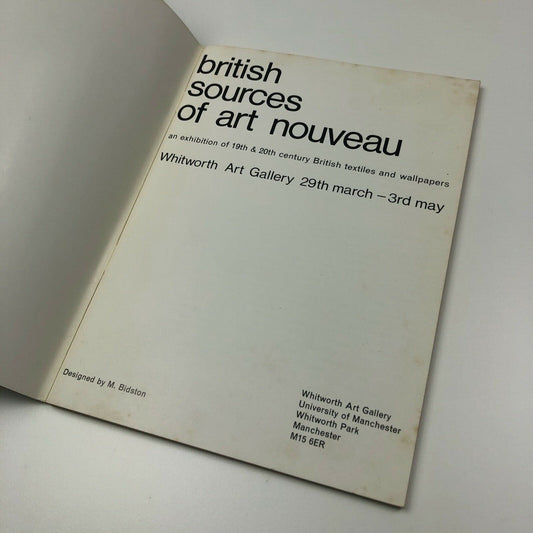 british
sources
of art nouveau
an exhibition of 19th & 20th century British textiles and wallpapers
Whitworth Art Gallery 29th march – 3rd may
Designed by M. Bidston
Whitworth Art Gallery
University of Manchester
Whitworth Park
Manchester
M15 6ER